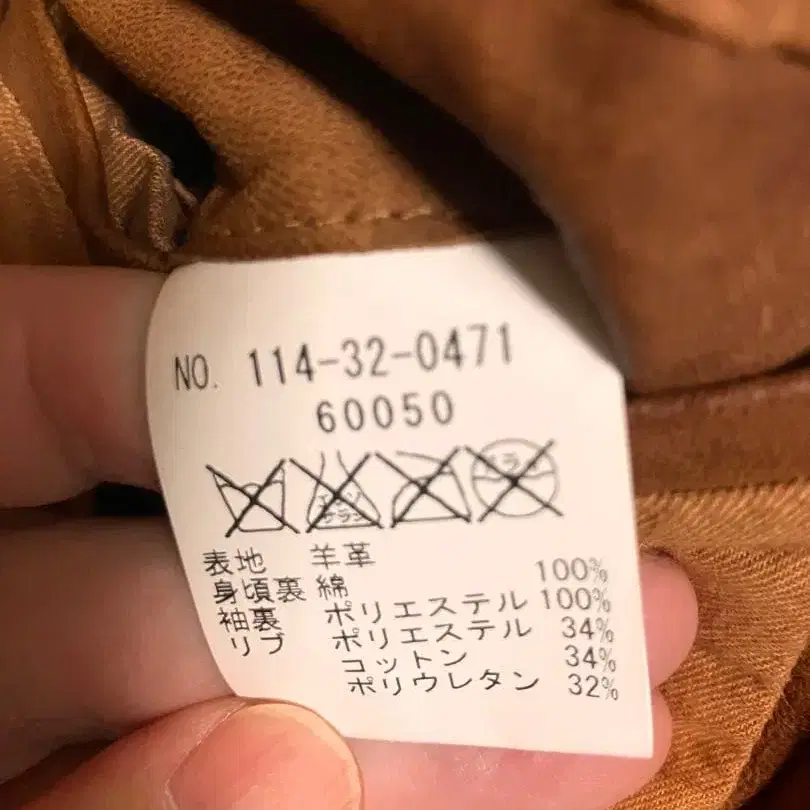 NO. 114-32-0471
60050
表地 羊革
身頃裏 綿 100%
袖裏 ポリエステル 100%
リブ ポリエステル 34%
コットン 34%
ポリウレタン 32%